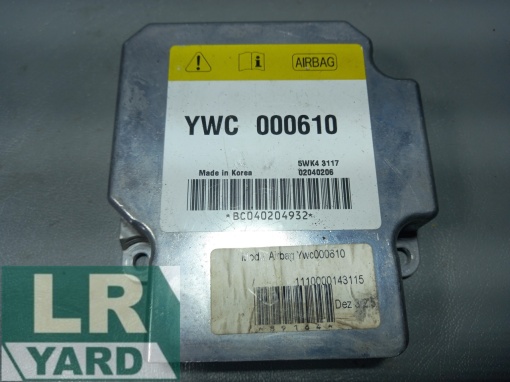 AIRBAG
YWC 000610
5WK4 3117
Made in Korea 02040206
*BC040204932*
Airbag Ywc000610
1110000143115
Dez
LR
YARD